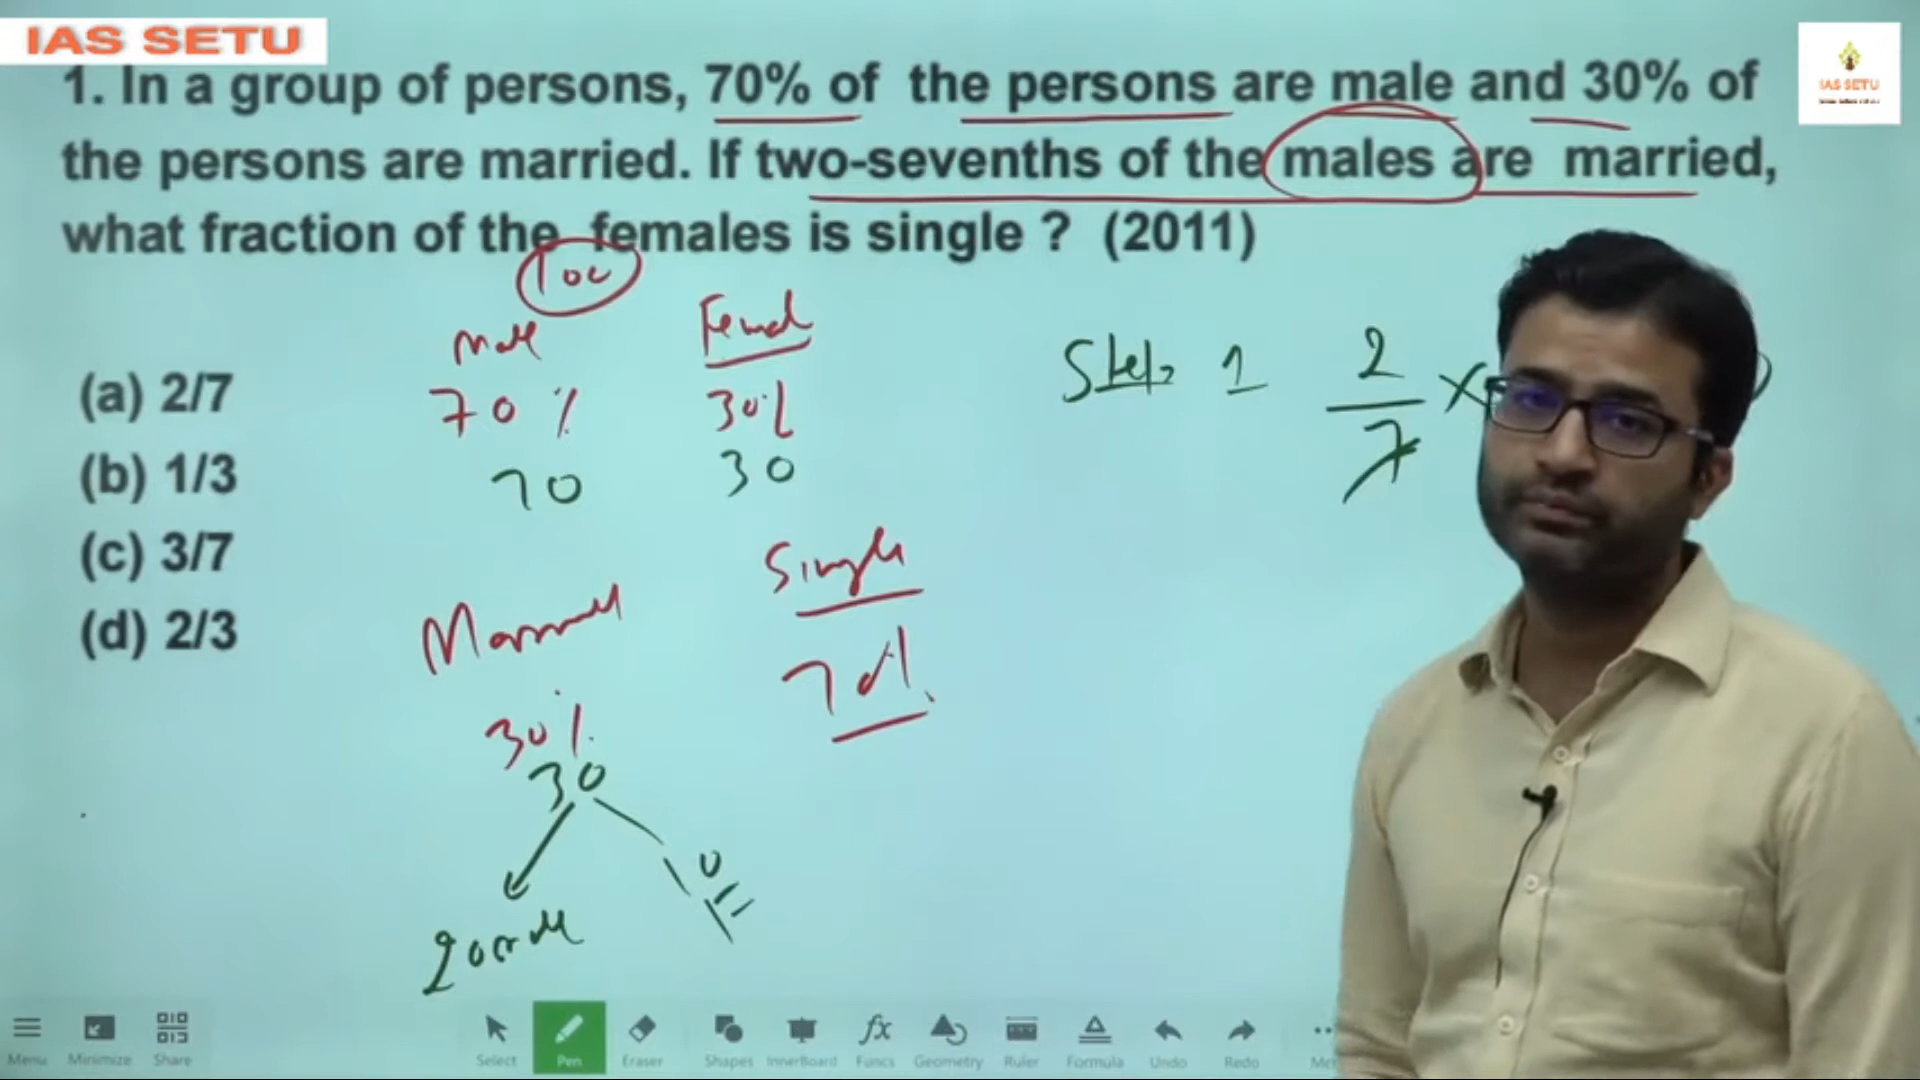 IAS SETU
1. In a group of persons, 70% of the persons are male and 30% of
the persons are married. If two-sevenths of the males are married,
what fraction of the females is single ? (2011)
(a) 2/7
(b) 1/3
(c) 3/7
(d) 2/3
100
Male
Femal
70 %
30%
70
30
Single
70%
30%
30
20
Step 1
2
7
×
IAS SETU
Menu
Minimize
Share
Select
Pen
Eraser
Shapes
InnerBoard
Funcs
Geometry
Ruler
Formula
Undo
Redo